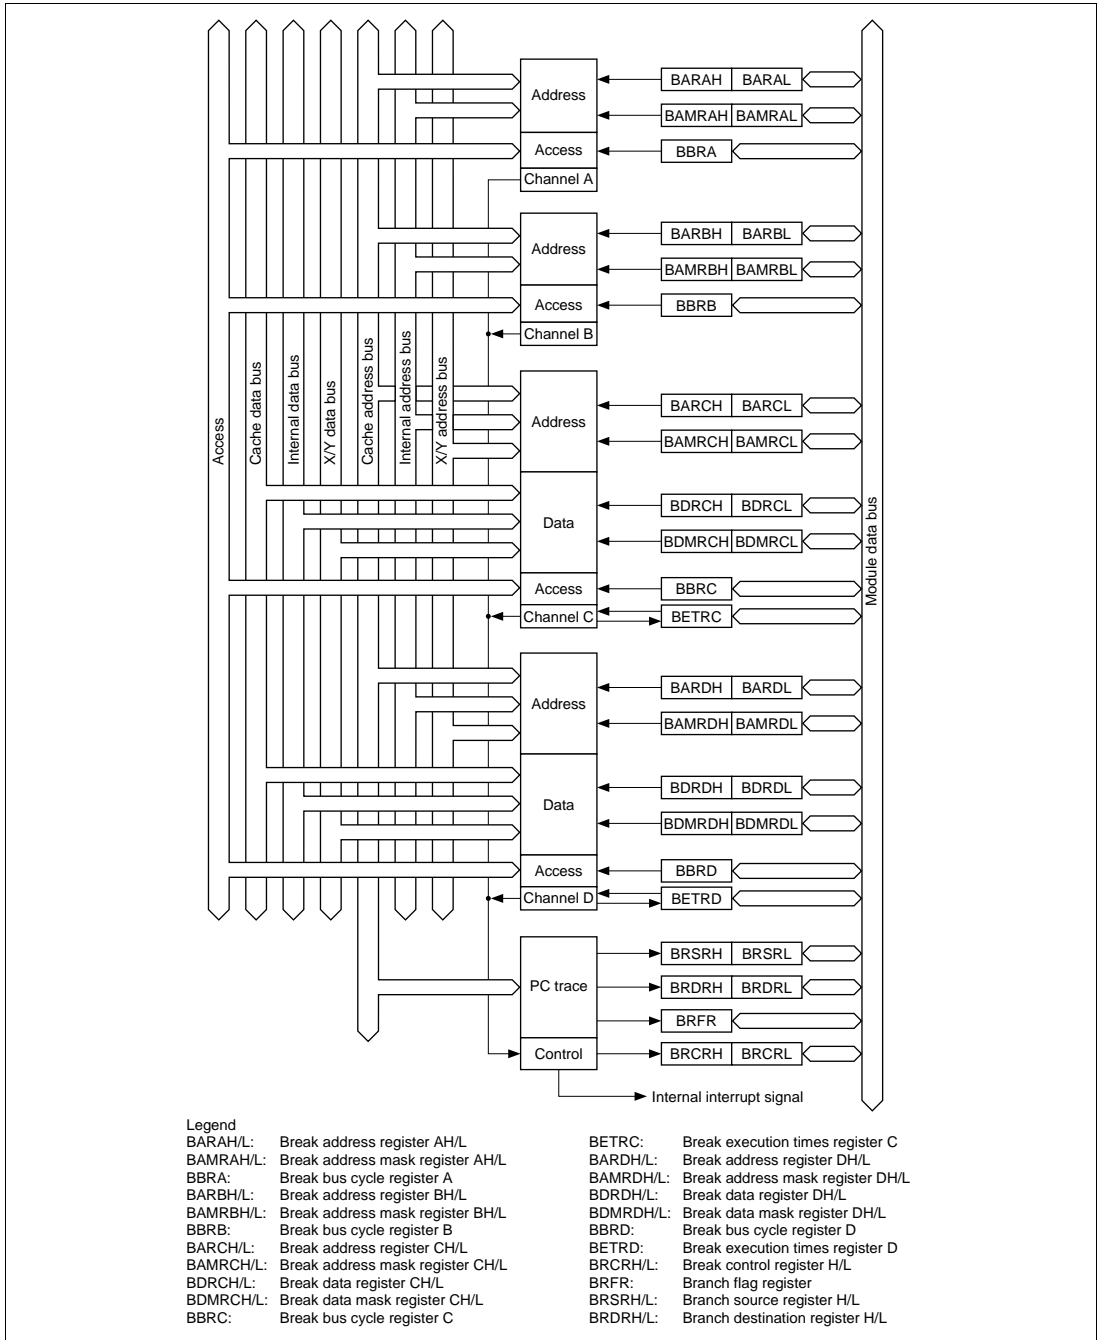 Address
BARAH BARAL
BAMRAH BAMRAL
Access
BBRA
Channel A
Address
BARBH BARBL
BAMRBH BAMRBL
Access
BBRB
Channel B
Access
Cache data bus
Internal data bus
X/Y data bus
Cache address bus
Internal address bus
X/Y address bus
Address
BARCH BARCL
BAMRCH BAMRCL
Data
BDRCH BDRCL
BDMRCH BDMRCL
Module data bus
Access
BBRC
Channel C
BETRC
Address
BARDH BARDL
BAMRDH BAMRDL
Data
BDRDH BDRDL
BDMRDH BDMRDL
Access
BBRD
Channel D
BETRD
PC trace
BRSRH BRSRL
BRDRH BRDRL
BRFR
Control
BRCRH BRCRL
Internal interrupt signal
Legend
BARAH/L: Break address register AH/L
BAMRAH/L: Break address mask register AH/L
BBRA: Break bus cycle register A
BARBH/L: Break address register BH/L
BAMRBH/L: Break address mask register BH/L
BBRB: Break bus cycle register B
BARCH/L: Break address register CH/L
BAMRCH/L: Break address mask register CH/L
BDRCH/L: Break data register CH/L
BDMRCH/L: Break data mask register CH/L
BBRC: Break bus cycle register C
BETRC: Break execution times register C
BARDH/L: Break address register DH/L
BAMRDH/L: Break address mask register DH/L
BDRDH/L: Break data register DH/L
BDMRDH/L: Break data mask register DH/L
BBRD: Break bus cycle register D
BETRD: Break execution times register D
BRCRH/L: Break control register H/L
BRFR: Branch flag register
BRSRH/L: Branch source register H/L
BRDRH/L: Branch destination register H/L